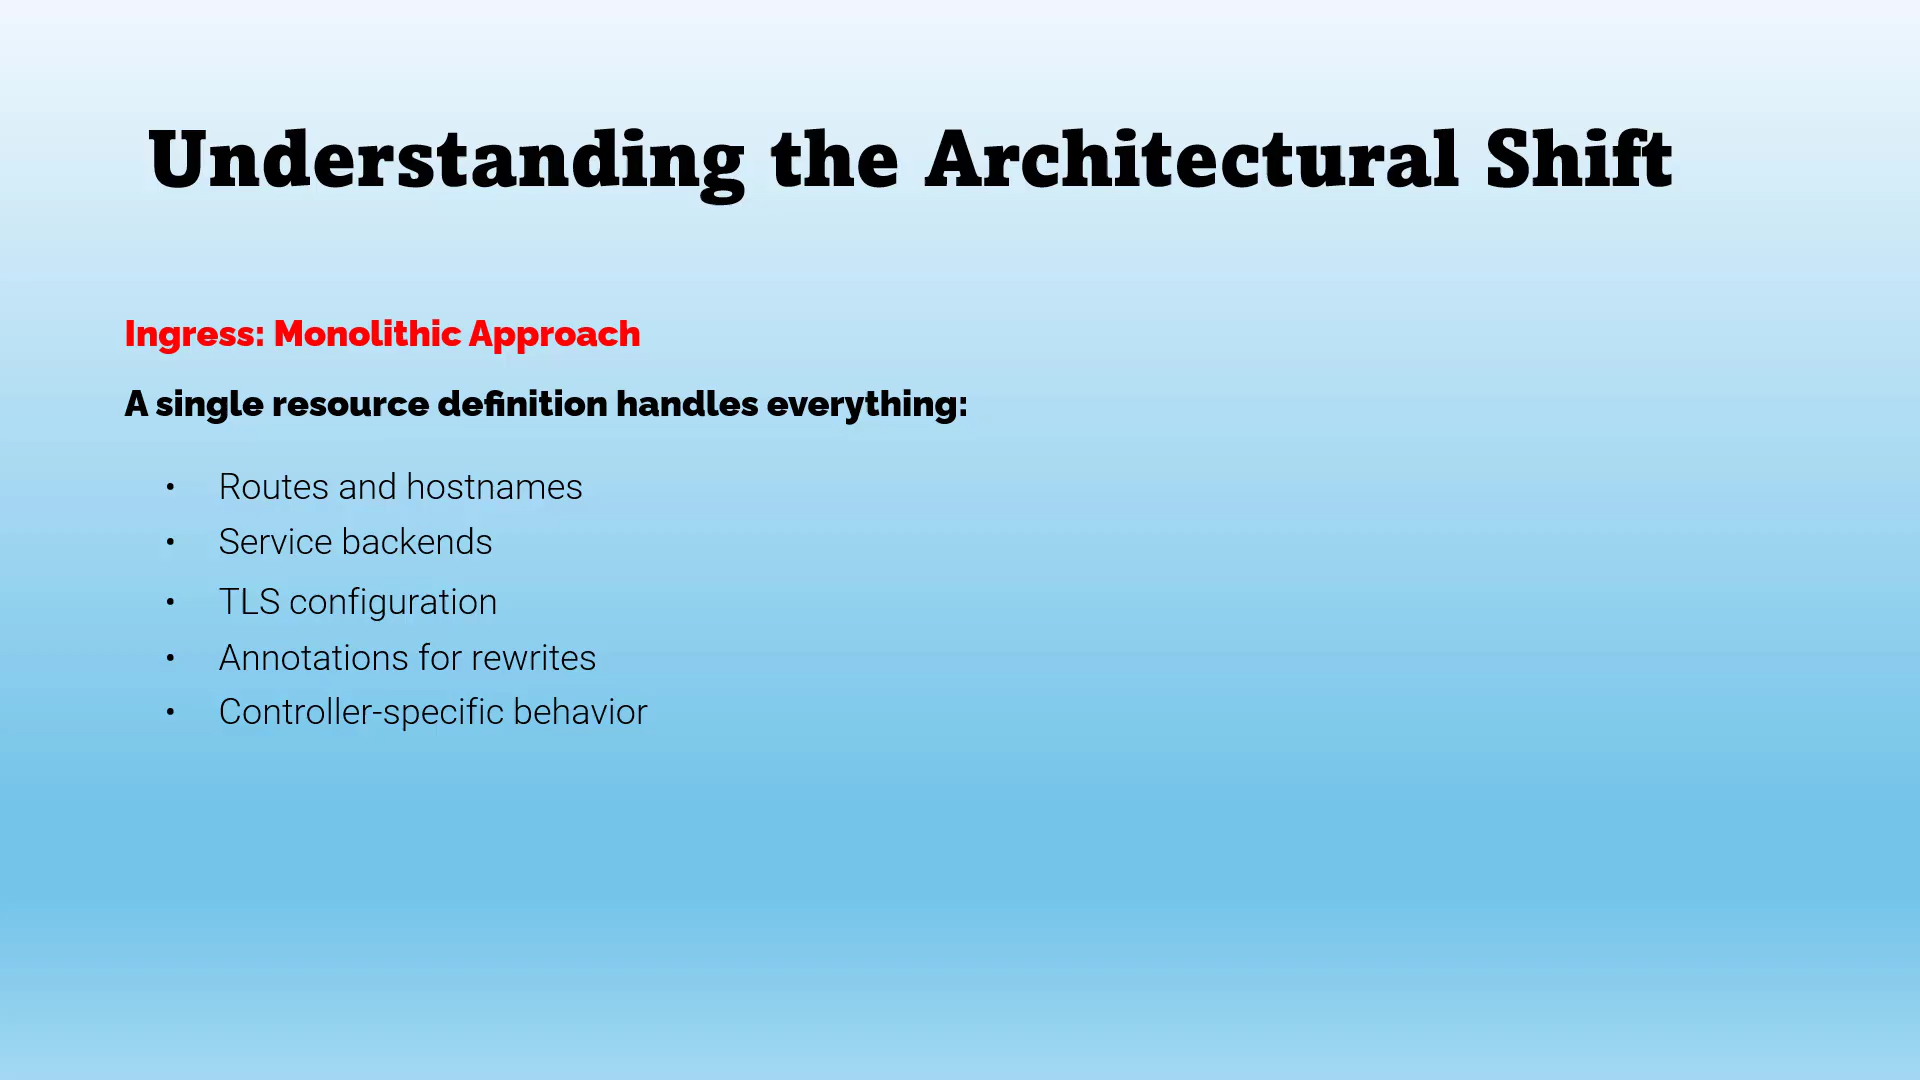 Understanding the Architectural Shift
Ingress: Monolithic Approach
A single resource definition handles everything:
• Routes and hostnames
• Service backends
• TLS configuration
• Annotations for rewrites
• Controller-specific behavior